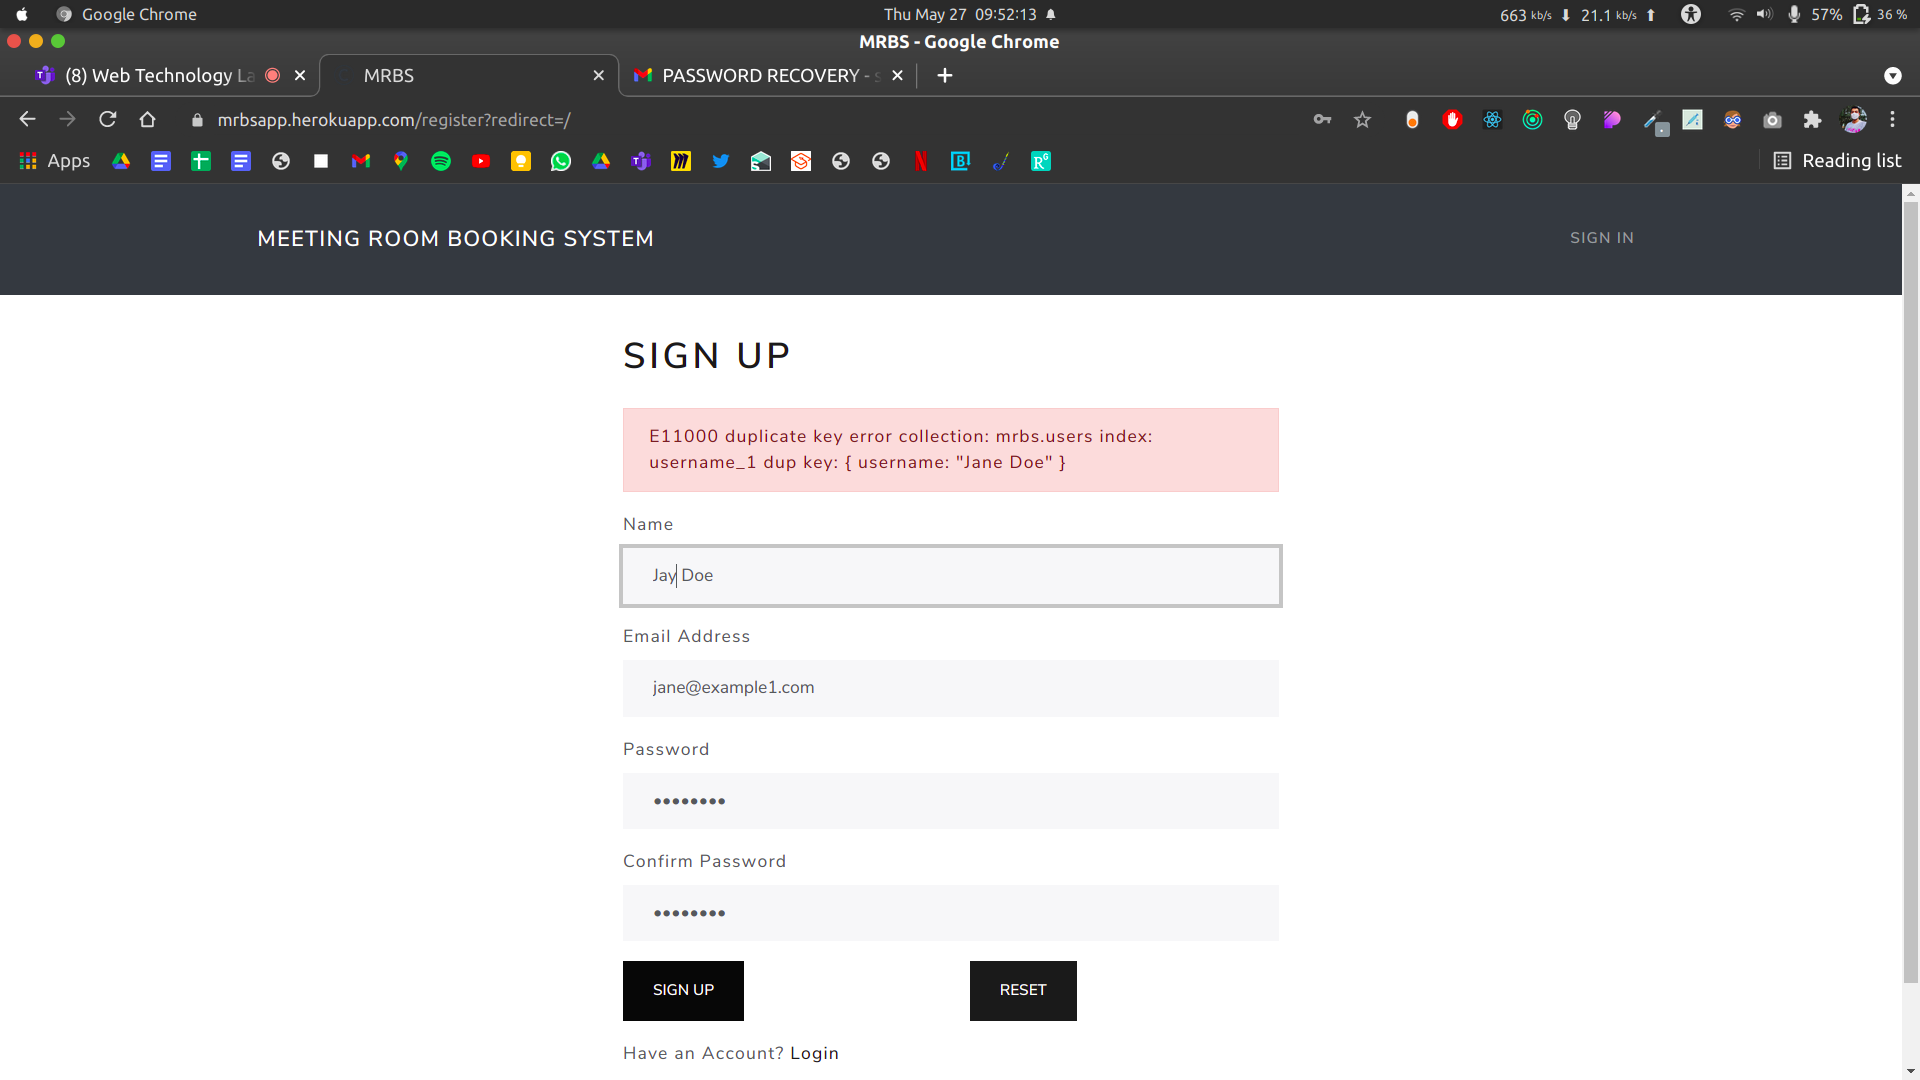 Google Chrome
Thu May 27 09:52:13
663 kb/s 21.1 kb/s 57% 36 %
MRBS - Google Chrome
(8) Web Technology La
MRBS
PASSWORD RECOVERY - s
mrbsapp.herokuapp.com/register?redirect=/
Apps
Reading list
MEETING ROOM BOOKING SYSTEM
SIGN IN
SIGN UP
E11000 duplicate key error collection: mrbs.users index:
username_1 dup key: { username: "Jane Doe" }
Name
Jay Doe
Email Address
jane@example1.com
Password
••••••••
Confirm Password
••••••••
SIGN UP
RESET
Have an Account? Login